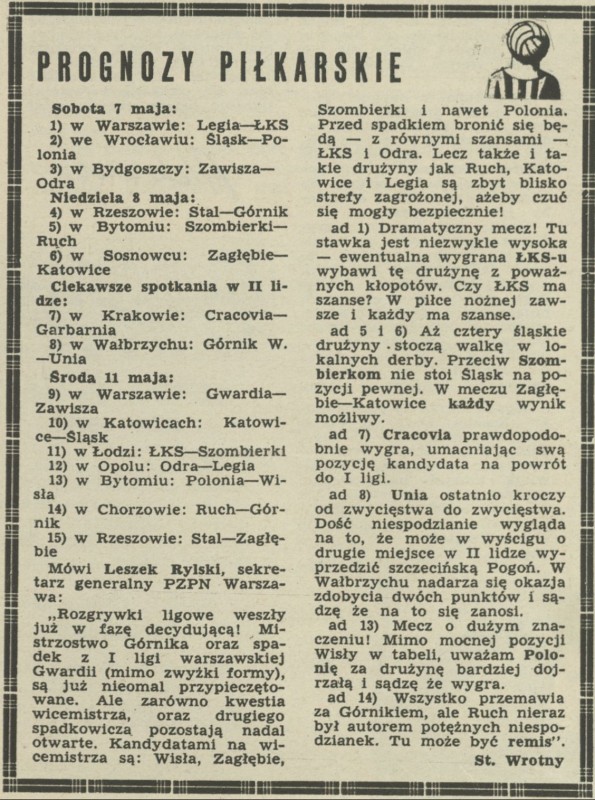 PROGNOZY PIŁKARSKIE
Sobota 7 maja:
1) w Warszawie: Legia—ŁKS
2) we Wrocławiu: Śląsk—Po-
lonia
3) w Bydgoszczy: Zawisza—
Odra
Niedziela 8 maja:
4) w Rzeszowie: Stal—Górnik
5) w Bytomiu: Szombierki—
Ruch
6) w Sosnowcu: Zagłębie—
Katowice
Ciekawsze spotkania w II li-
dze:
7) w Krakowie: Cracovia—
Garbarnia
8) w Wałbrzychu: Górnik W.
—Unia
Środa 11 maja:
9) w Warszawie: Gwardia—
Zawisza
10) w Katowicach: Katowi-
ce—Śląsk
11) w Łodzi: ŁKS—Szombierki
12) w Opolu: Odra—Legia
13) w Bytomiu: Polonia—Wi-
sła
14) w Chorzowie: Ruch—Gór-
nik
15) w Rzeszowie: Stal—Zagłę-
bie
Mówi Leszek Rylski, sekre-
tarz generalny PZPN Warsza-
wa:
„Rozgrywki ligowe weszły
już w fazę decydującą! Mi-
strzostwo Górnika oraz spa-
dek z I ligi warszawskiej
Gwardii (mimo zwyżki formy),
są już nieomal przypieczęto-
wane. Ale zarówno kwestia
wicemistrza, oraz drugiego
spadkowicza pozostają nadal
otwarte. Kandydatami na wi-
cemistrza są: Wisła, Zagłębie,
Szombierki i nawet Polonia.
Przed spadkiem bronić się bę-
dą — z równymi szansami —
ŁKS i Odra. Lecz także i ta-
kie drużyny jak Ruch, Kato-
wice i Legia są zbyt blisko
strefy zagrożonej, ażeby czuć
się mogły bezpiecznie!
ad 1) Dramatyczny mecz! Tu
stawka jest niezwykle wysoka
— ewentualna wygrana ŁKS-u
wybawi tę drużynę z poważ-
nych kłopotów. Czy ŁKS ma
szanse? W piłce nożnej zaw-
sze i każdy ma szanse.
ad 5 i 6) Aż cztery śląskie
drużyny stoczą walkę w lo-
kalnych derby. Przeciw Szom-
bierkom nie stoi Śląsk na po-
zycji pewnej. W meczu Zagłę-
bie—Katowice każdy wynik
możliwy.
ad 7) Cracovia prawdopodo-
bnie wygra, umacniając swą
pozycję kandydata na powrót
do I ligi.
ad 8) Unia ostatnio kroczy
od zwycięstwa do zwycięstwa.
Dość niespodzianie wygląda
na to, że może w wyścigu o
drugie miejsce w II lidze wy-
przedzić szczecińską Pogoń. W
Wałbrzychu nadarza się okazja
zdobycia dwóch punktów i są-
dzę że na to się zanosi.
ad 13) Mecz o dużym zna-
czeniu! Mimo mocnej pozycji
Wisły w tabeli, uważam Polo-
nię za drużynę bardziej doj-
rzałą i sądzę że wygra.
ad 14) Wszystko przemawia
za Górnikiem, ale Ruch nieraz
był autorem potężnych niespo-
dzianek. Tu może być remis”.
St. Wrotny